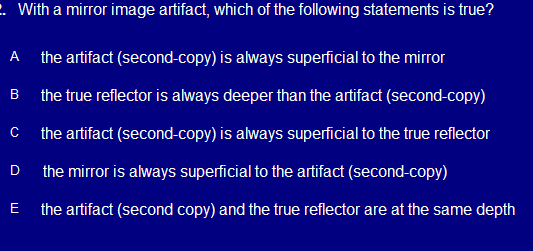 2. With a mirror image artifact, which of the following statements is true?
A the artifact (second-copy) is always superficial to the mirror
B the true reflector is always deeper than the artifact (second-copy)
C the artifact (second-copy) is always superficial to the true reflector
D the mirror is always superficial to the artifact (second-copy)
E the artifact (second copy) and the true reflector are at the same depth